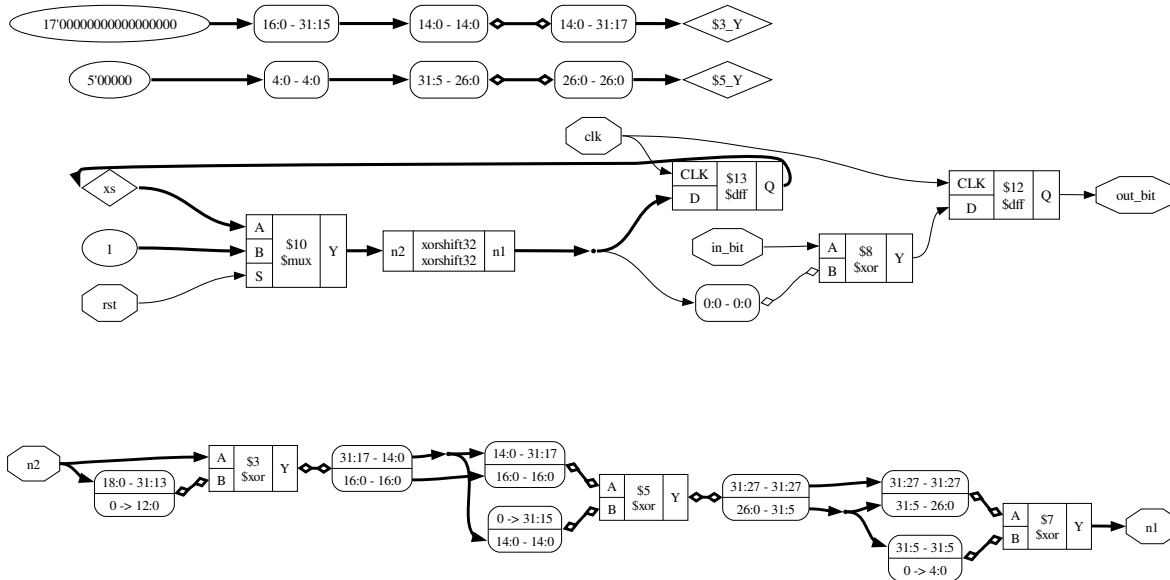 17'00000000000000000
16:0 - 31:15
14:0 - 14:0
14:0 - 31:17
$3_Y
5'00000
4:0 - 4:0
31:5 - 26:0
26:0 - 26:0
$5_Y
clk
xs
CLK
D
$13
$dff
Q
CLK
D
$12
$dff
Q
out_bit
1
rst
A
B
S
$10
$mux
Y
n2
xorshift32
xorshift32
n1
in_bit
A
B
$8
$xor
Y
0:0 - 0:0
n2
18:0 - 31:13
0 -> 12:0
A
B
$3
$xor
Y
31:17 - 14:0
16:0 - 16:0
14:0 - 31:17
16:0 - 16:0
0 -> 31:15
14:0 - 14:0
A
B
$5
$xor
Y
31:27 - 31:27
26:0 - 31:5
31:27 - 31:27
31:5 - 26:0
31:5 - 31:5
0 -> 4:0
A
B
$7
$xor
Y
n1